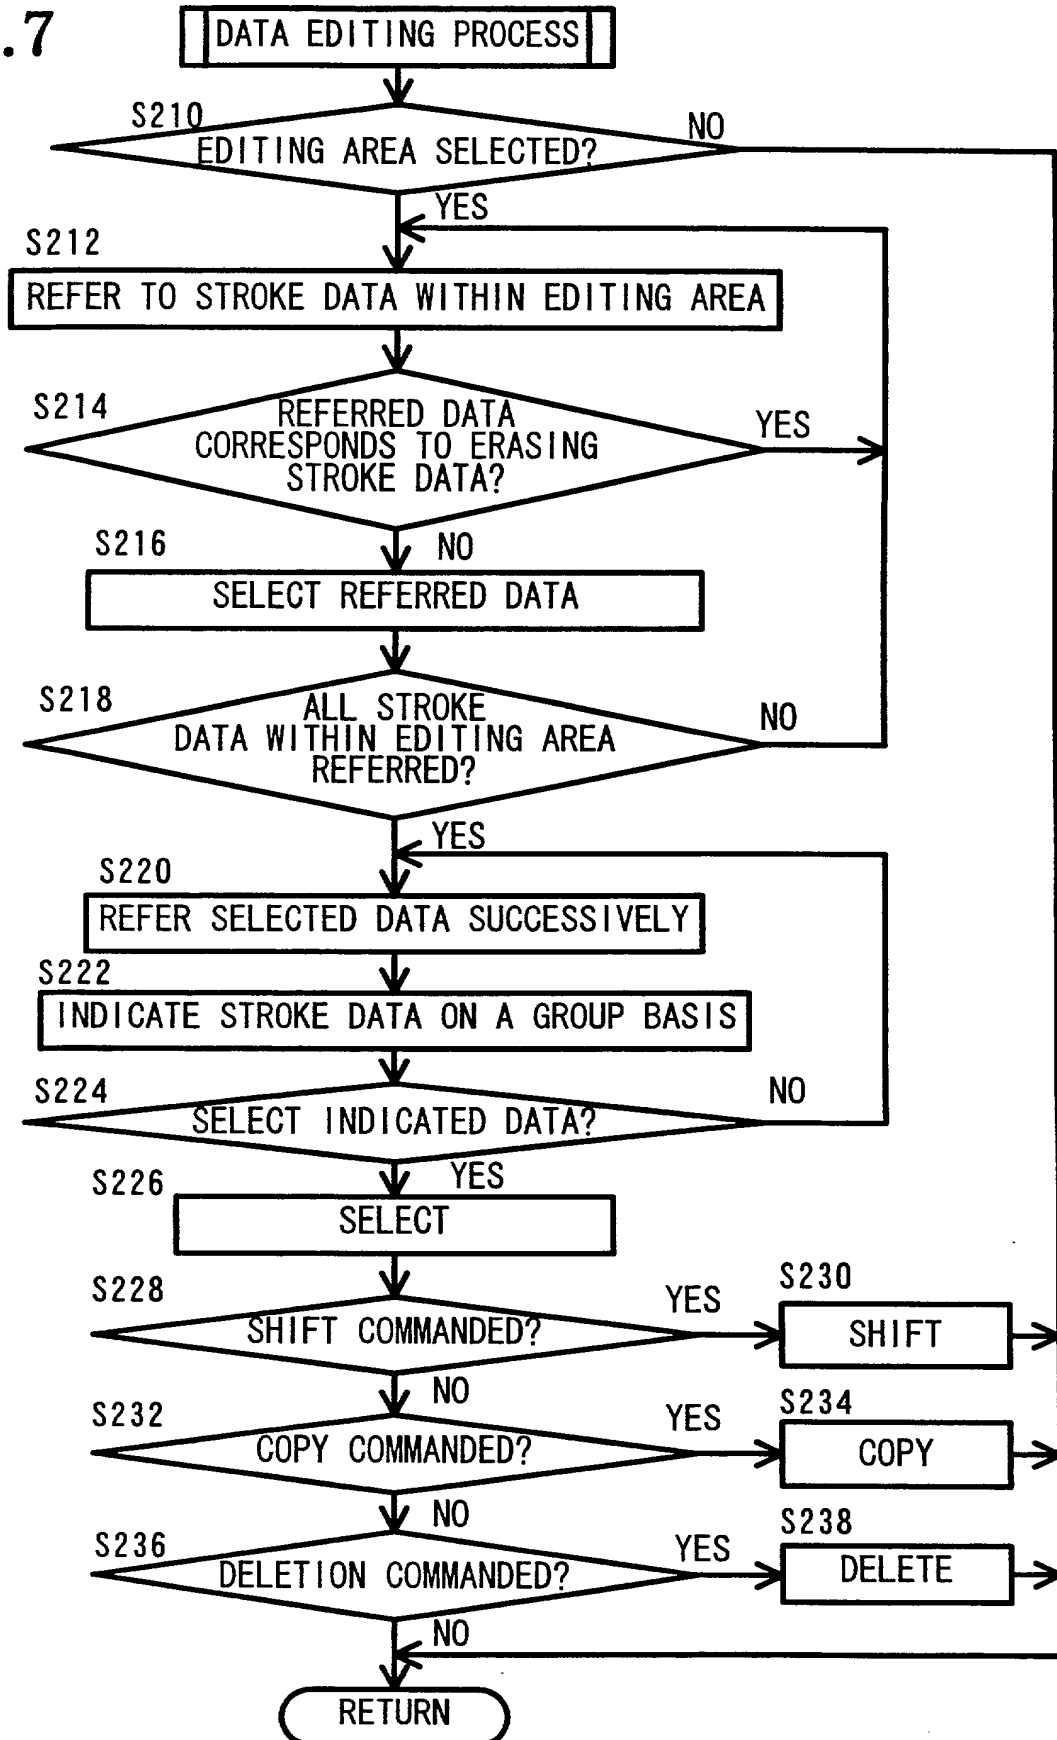 .7
DATA EDITING PROCESS
S210
EDITING AREA SELECTED?
NO
YES
S212
REFER TO STROKE DATA WITHIN EDITING AREA
S214
REFERRED DATA
CORRESPONDS TO ERASING
STROKE DATA?
YES
NO
S216
SELECT REFERRED DATA
S218
ALL STROKE
DATA WITHIN EDITING AREA
REFERRED?
NO
YES
S220
REFER SELECTED DATA SUCCESSIVELY
S222
INDICATE STROKE DATA ON A GROUP BASIS
S224
SELECT INDICATED DATA?
NO
YES
S226
SELECT
S228
SHIFT COMMANDED?
YES
S230
SHIFT
NO
S232
COPY COMMANDED?
YES
S234
COPY
NO
S236
DELETION COMMANDED?
YES
S238
DELETE
NO
RETURN